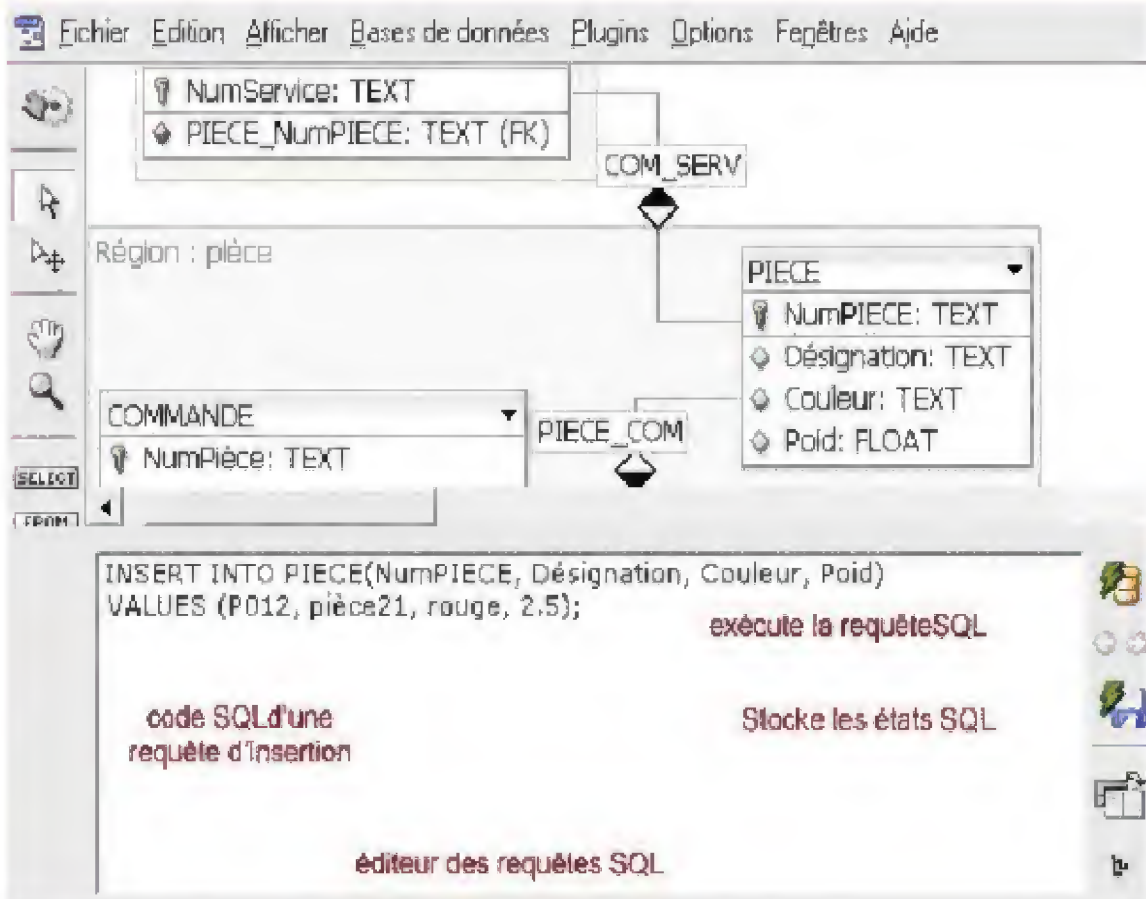 Fichier Edition Afficher Bases de données Plugins Options Fenêtres Aide
NumService: TEXT
PIECE_NumPIECE: TEXT (FK)
COM_SERV
Région : pièce
PIECE
NumPIECE: TEXT
Désignation: TEXT
Couleur: TEXT
Poid: FLOAT
COMMANDE
NumPièce: TEXT
PIECE_COM
SELECT
FROM
INSERT INTO PIECE(NumPIECE, Désignation, Couleur, Poid)
VALUES (P012, pièce21, rouge, 2.5);
exécute la requêteSQL
code SQLd'une
requête d'Insertion
Stocke les états SQL
éditeur des requêtes SQL